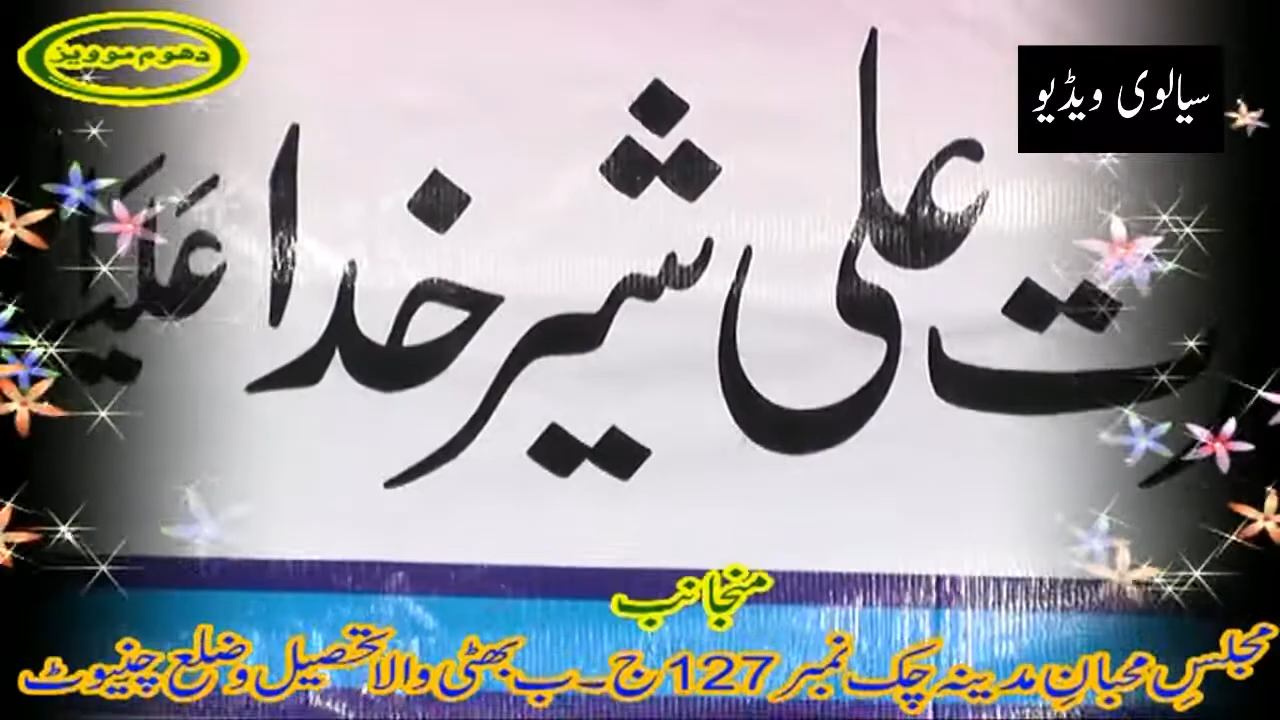 دھوم موویز
سیالوی ویڈیو
ت علی شیر خدا
منجانب
مجلسِ محبانِ مدینہ چک نمبر 127 ج۔ب بھٹی والا تحصیل و ضلع چنیوٹ